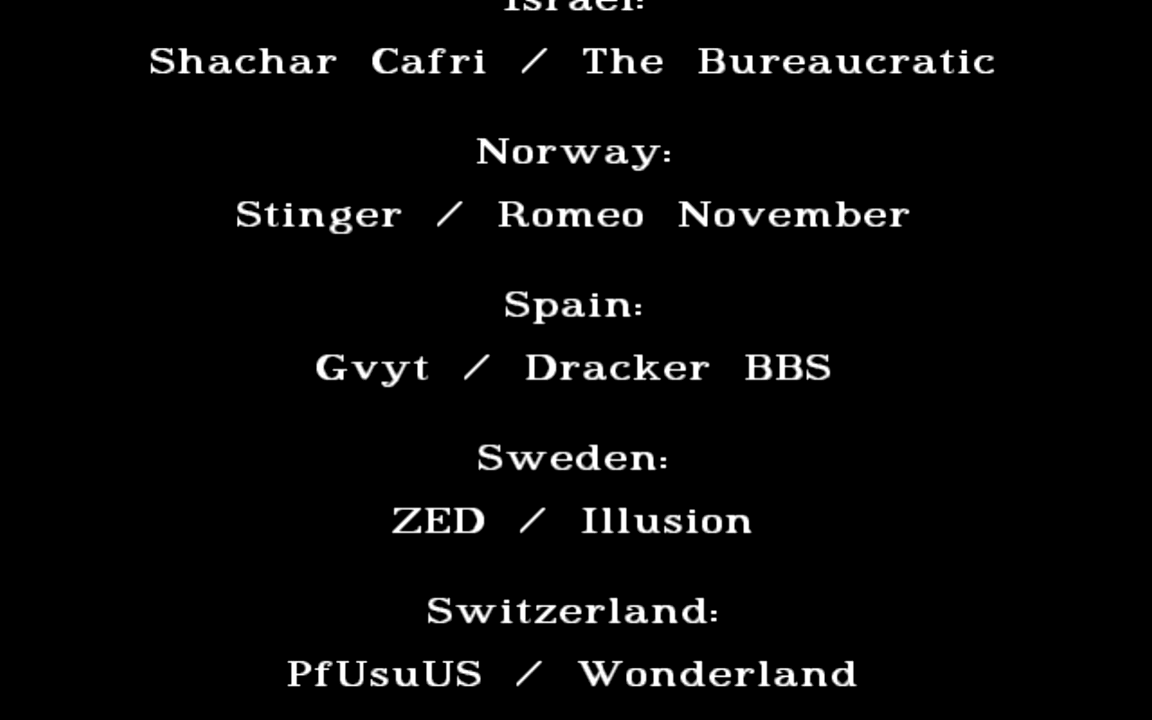 Israel:
Shachar Cafri / The Bureaucratic
Norway:
Stinger / Romeo November
Spain:
Gvyt / Dracker BBS
Sweden:
ZED / Illusion
Switzerland:
PfUsuUS / Wonderland